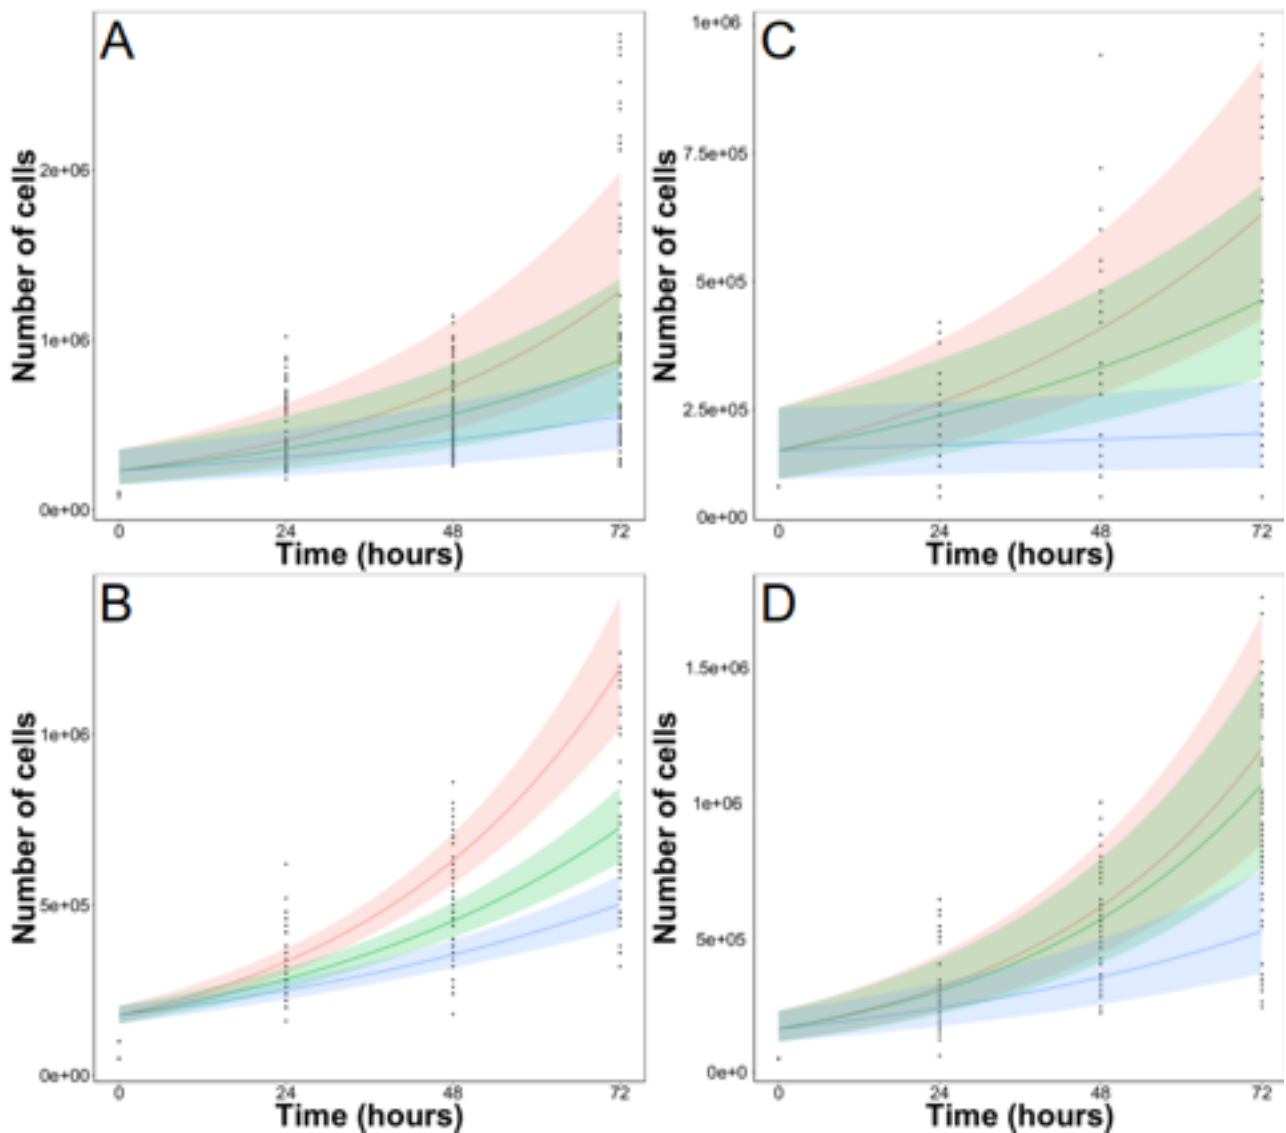 A
Number of cells
2e+06
1e+06
0e+00
0 24 48 72
Time (hours)
C
Number of cells
1e+06
7.5e+05
5e+05
2.5e+05
0e+00
0 24 48 72
Time (hours)
B
Number of cells
1e+06
5e+05
0e+00
0 24 48 72
Time (hours)
D
Number of cells
1.5e+06
1e+06
5e+05
0e+0
0 24 48 72
Time (hours)